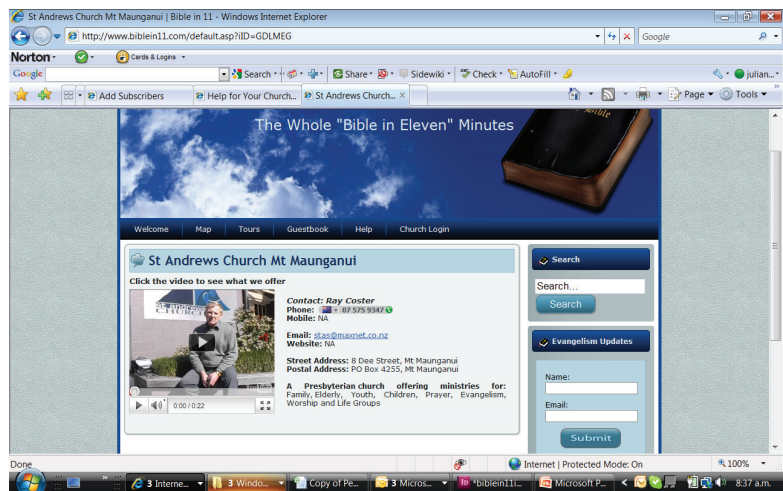 St Andrews Church Mt Maunganui | Bible in 11 - Windows Internet Explorer
http://www.biblein11.com/default.asp?iID=GDLMEG
Google
Norton
Cards & Logins
Google
Search
Share
Sidewiki
Check
AutoFill
julian...
Add Subscribers
Help for Your Church...
St Andrews Church...
Page
Tools
The Whole "Bible in Eleven" Minutes
Bible
Welcome
Map
Tours
Guestbook
Help
Church Login
St Andrews Church Mt Maunganui
Click the video to see what we offer
ST ANDREWS
CHURCH
0:00 / 0:22
Contact: Ray Coster
Phone: 07 575 9347
Mobile: NA
Email: stas@maxnet.co.nz
Website: NA
Street Address: 8 Dee Street, Mt Maunganui
Postal Address: PO Box 4255, Mt Maunganui
A Presbyterian church offering ministries for:
Family, Elderly, Youth, Children, Prayer, Evangelism,
Worship and Life Groups
Search
Search...
Search
Evangelism Updates
Name:
Email:
Submit
Done
Internet | Protected Mode: On
100%
3 Interne...
3 Windo...
Copy of Pe...
3 Micros...
*biblein11i...
Microsoft P...
8:37 a.m.